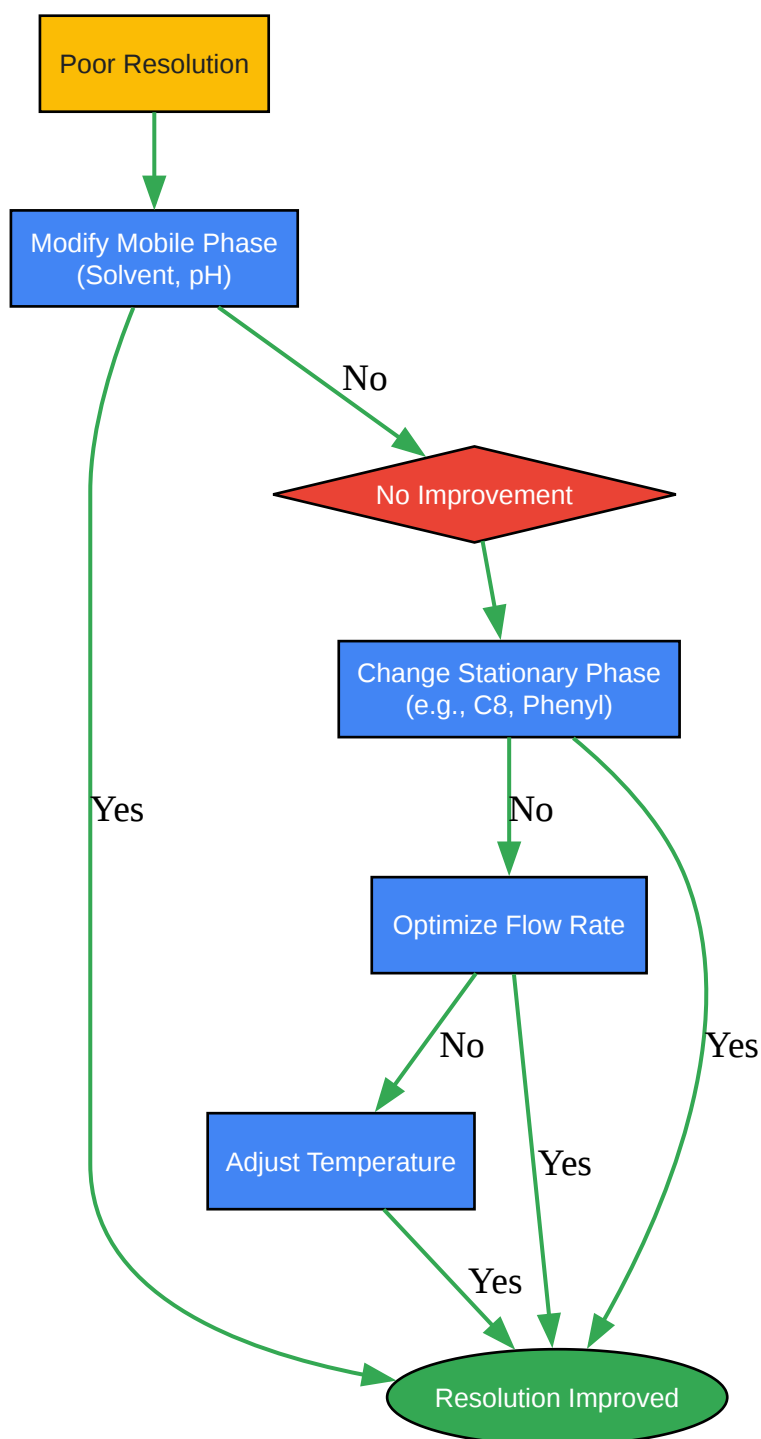 Poor Resolution
Modify Mobile Phase
(Solvent, pH)
No
No Improvement
Change Stationary Phase
(e.g., C8, Phenyl)
Yes
No
Optimize Flow Rate
No
Yes
Adjust Temperature
Yes
Yes
Resolution Improved